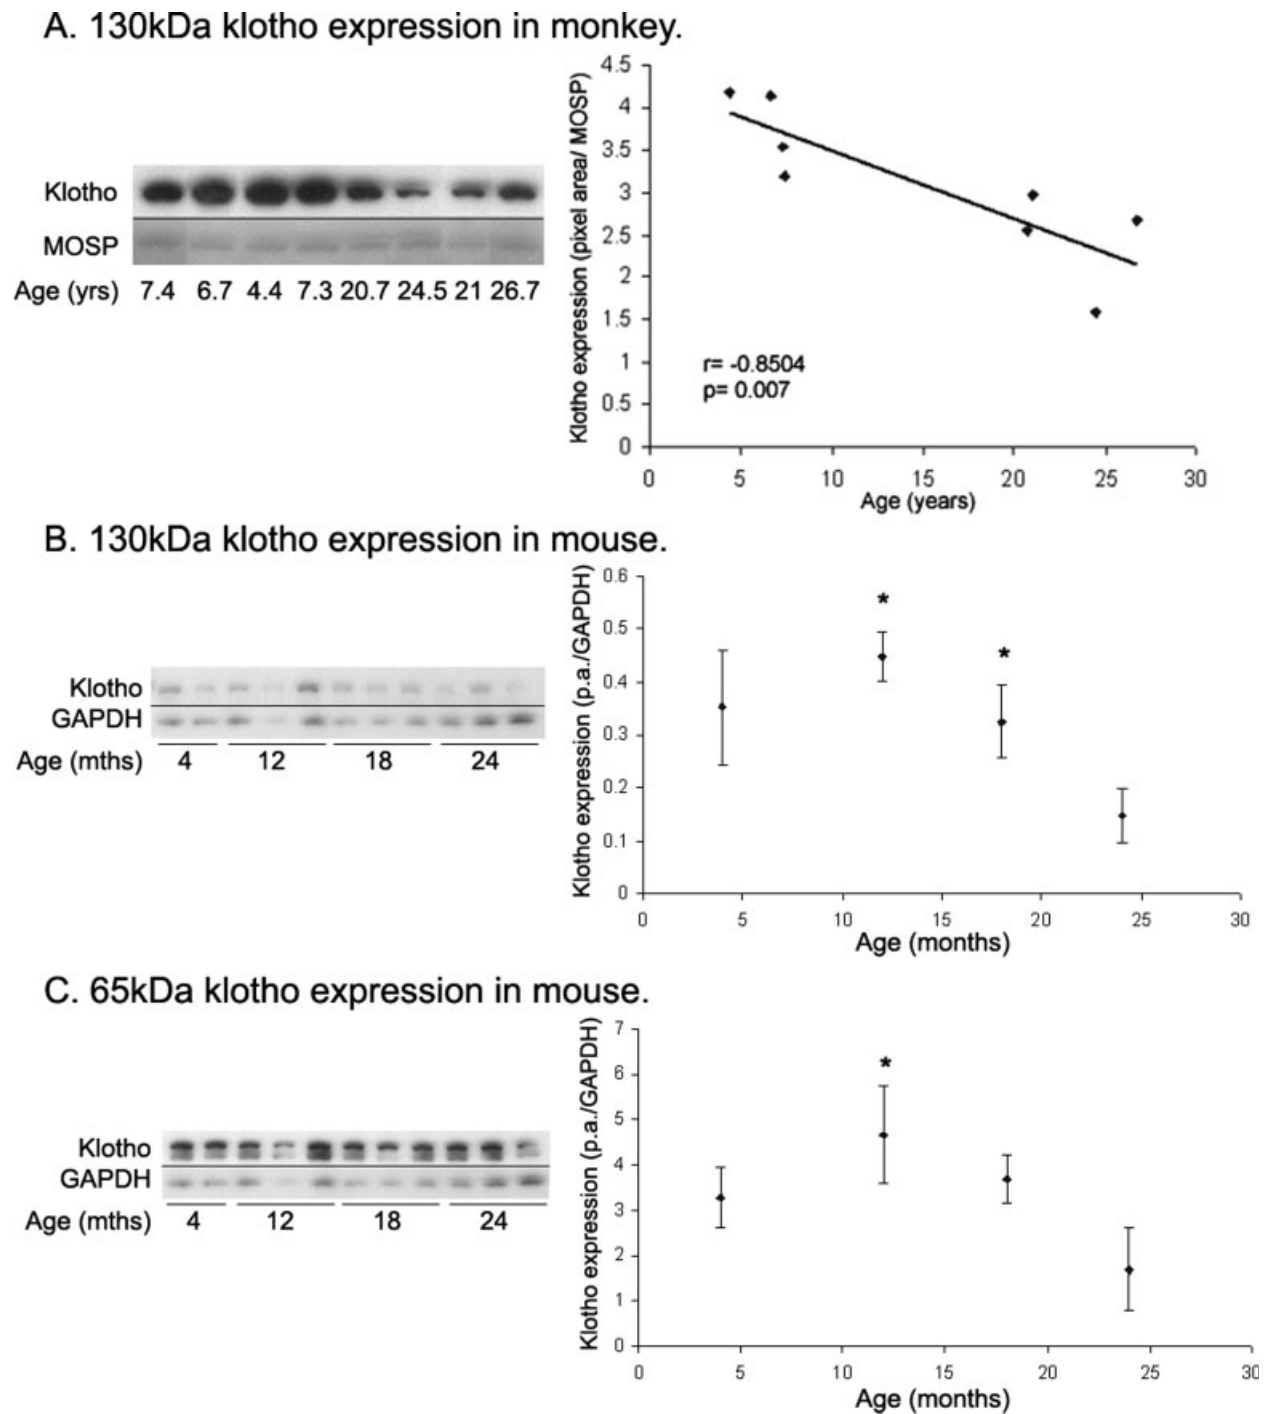 A. 130kDa klotho expression in monkey.
Klotho
MOSP
Age (yrs) 7.4 6.7 4.4 7.3 20.7 24.5 21 26.7
Klotho expression (pixel area/ MOSP)
4.5
4
3.5
3
2.5
2
1.5
1
0.5
0
r= -0.8504
p= 0.007
0 5 10 15 20 25 30
Age (years)
B. 130kDa klotho expression in mouse.
Klotho
GAPDH
Age (mths) 4 12 18 24
Klotho expression (p.a./GAPDH)
0.6
0.5
0.4
0.3
0.2
0.1
0
* *
0 5 10 15 20 25 30
Age (months)
C. 65kDa klotho expression in mouse.
Klotho
GAPDH
Age (mths) 4 12 18 24
Klotho expression (p.a./GAPDH)
7
6
5
4
3
2
1
0
*
0 5 10 15 20 25 30
Age (months)